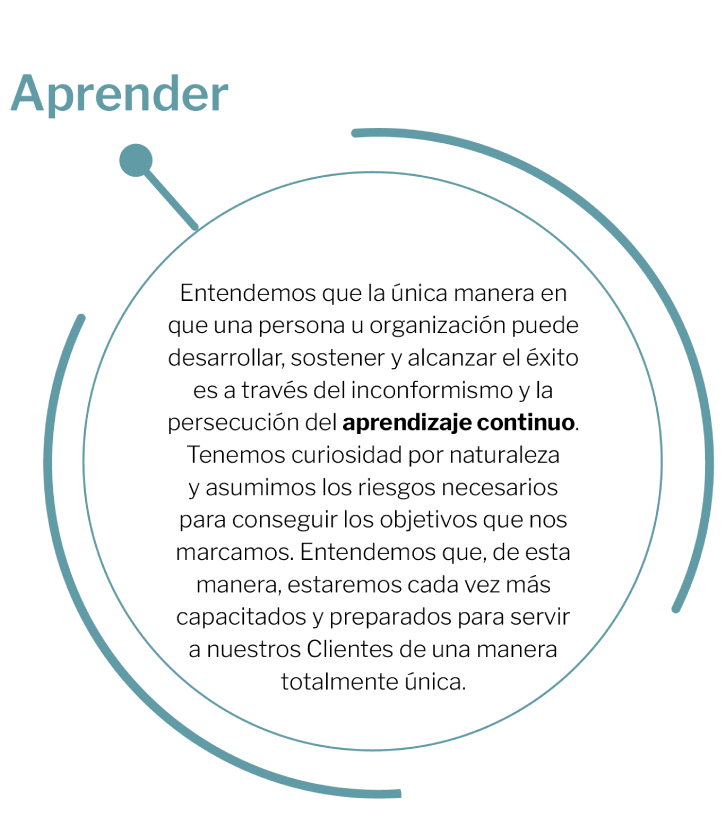 Aprender
Entendemos que la única manera en
que una persona u organización puede
desarrollar, sostener y alcanzar el éxito
es a través del inconformismo y la
persecución del aprendizaje continuo.
Tenemos curiosidad por naturaleza
y asumimos los riesgos necesarios
para conseguir los objetivos que nos
marcamos. Entendemos que, de esta
manera, estaremos cada vez más
capacitados y preparados para servir
a nuestros Clientes de una manera
totalmente única.